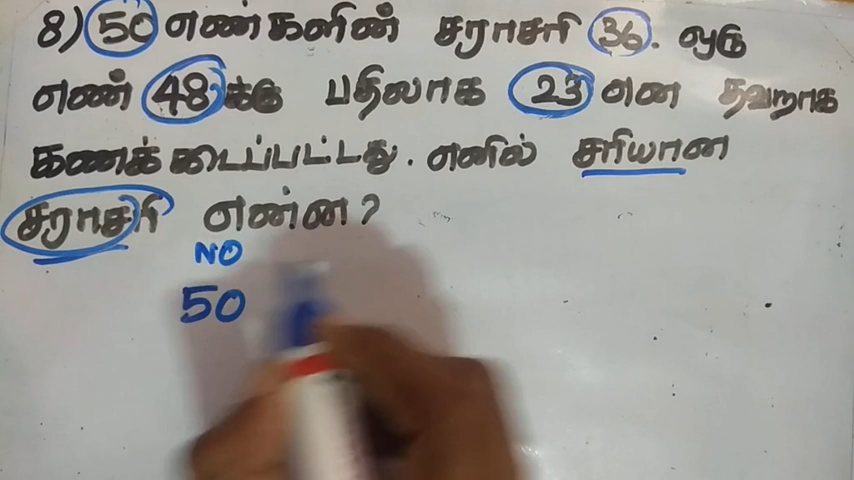 8) 50 எண்களின் சராசரி 36. ஒரு
எண் 48க்கு பதிலாக 23 என தவறாக
கணக்கிடப்பட்டது. எனில் சரியான
சராசரி என்ன?
NO
50